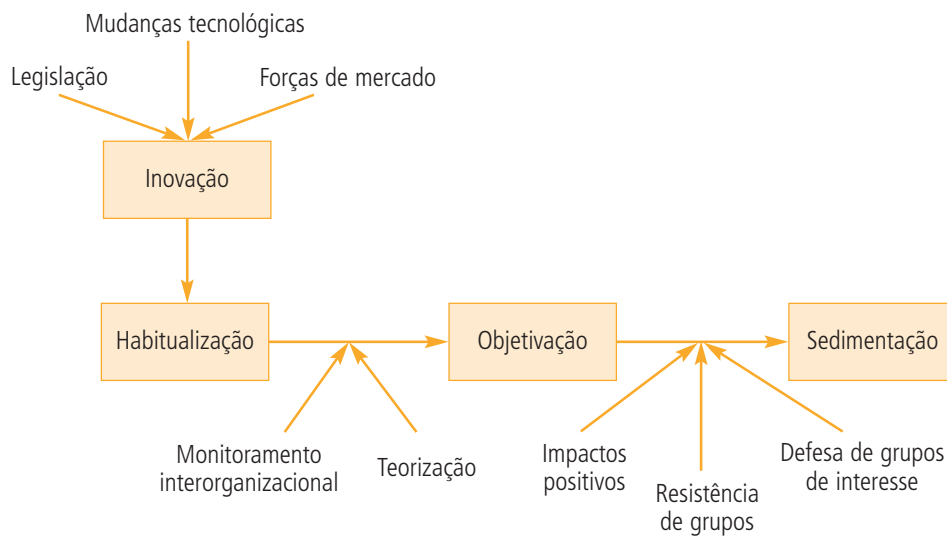 Mudanças tecnológicas
Legislação
Forças de mercado
Inovação
Habitualização
Objetivação
Sedimentação
Monitoramento
interorganizacional
Teorização
Impactos
positivos
Resistência
de grupos
Defesa de grupos
de interesse